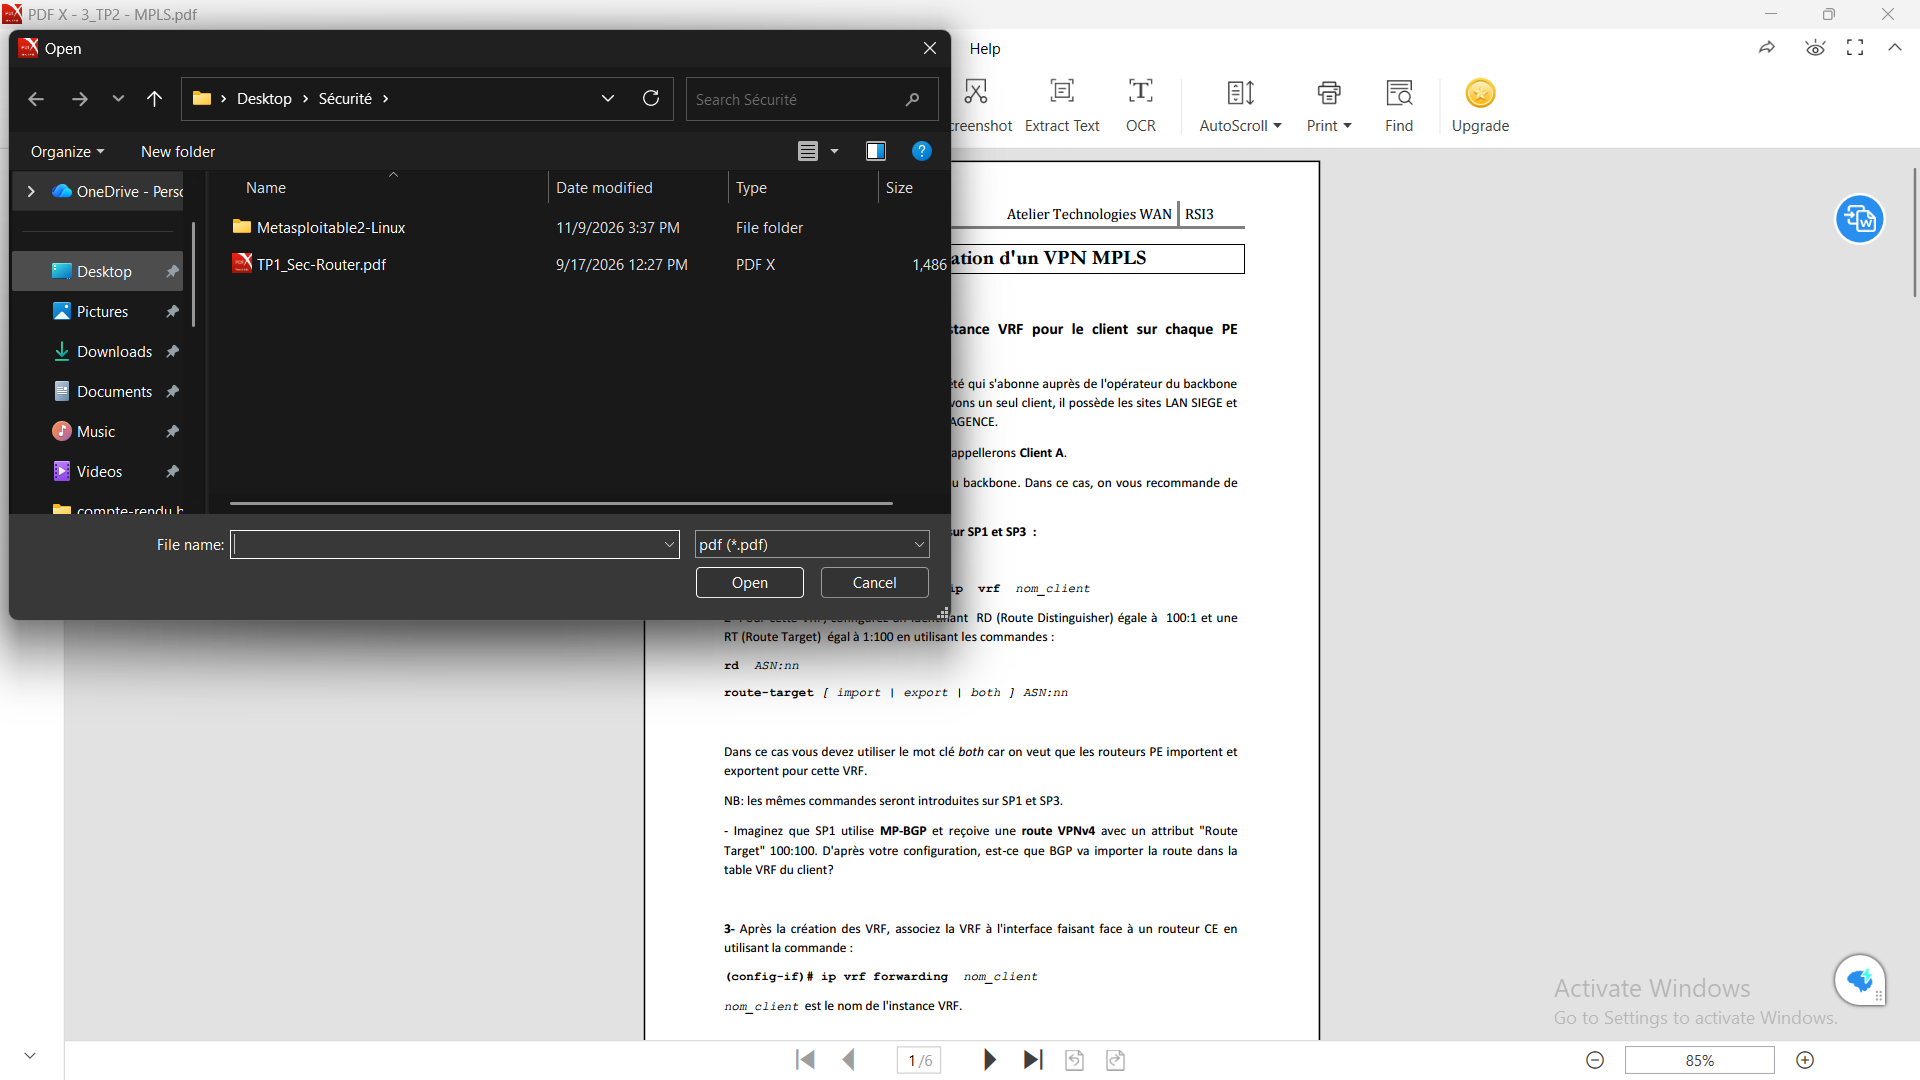 PDF X - 3_TP2 - MPLS.pdf
Open
Help
Desktop > Sécurité >
Search Sécurité
Screenshot
Extract Text
OCR
AutoScroll
Print
Find
Upgrade
Organize
New folder
OneDrive - Perso
Desktop
Pictures
Downloads
Documents
Music
Videos
compte-rendu
Name
Date modified
Type
Size
Metasploitable2-Linux 11/9/2026 3:37 PM File folder
TP1_Sec-Router.pdf 9/17/2026 12:27 PM PDF X 1,486
File name:
pdf (*.pdf)
Open
Cancel
Atelier Technologies WAN RSI3
ation d'un VPN MPLS
stance VRF pour le client sur chaque PE
été qui s'abonne auprès de l'opérateur du backbone
vons un seul client, il possède les sites LAN SIEGE et
AGENCE.
appellerons Client A.
u backbone. Dans ce cas, on vous recommande de
sur SP1 et SP3 :
ip vrf nom_client
RD (Route Distinguisher) égale à 100:1 et une
RT (Route Target) égal à 1:100 en utilisant les commandes :
rd ASN:nn
route-target [ import | export | both ] ASN:nn
Dans ce cas vous devez utiliser le mot clé both car on veut que les routeurs PE importent et
exportent pour cette VRF.
NB: les mêmes commandes seront introduites sur SP1 et SP3.
- Imaginez que SP1 utilise MP-BGP et reçoive une route VPNv4 avec un attribut "Route
Target" 100:100. D'après votre configuration, est-ce que BGP va importer la route dans la
table VRF du client?
3- Après la création des VRF, associez la VRF à l'interface faisant face à un routeur CE en
utilisant la commande :
(config-if)# ip vrf forwarding nom_client
nom_client est le nom de l'instance VRF.
Activate Windows
Go to Settings to activate Windows.
1/6
85%